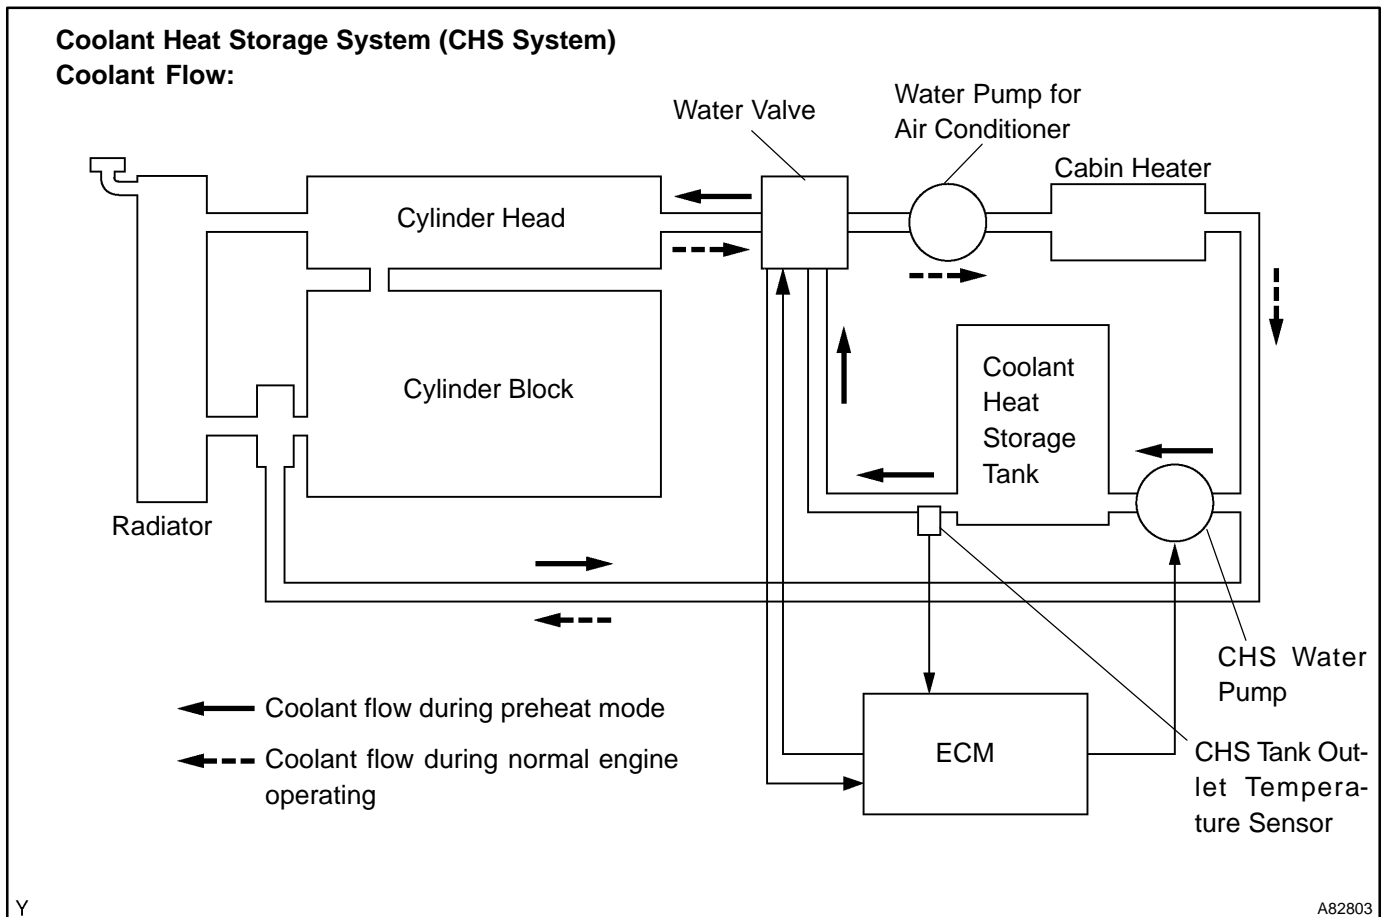 Coolant Heat Storage System (CHS System)
Coolant Flow:
Water Valve
Water Pump for
Air Conditioner
Cabin Heater
Cylinder Head
Cylinder Block
Coolant
Heat
Storage
Tank
Radiator
CHS Water
Pump
Coolant flow during preheat mode
Coolant flow during normal engine
operating
ECM
CHS Tank Out-
let Tempera-
ture Sensor
Y
A82803